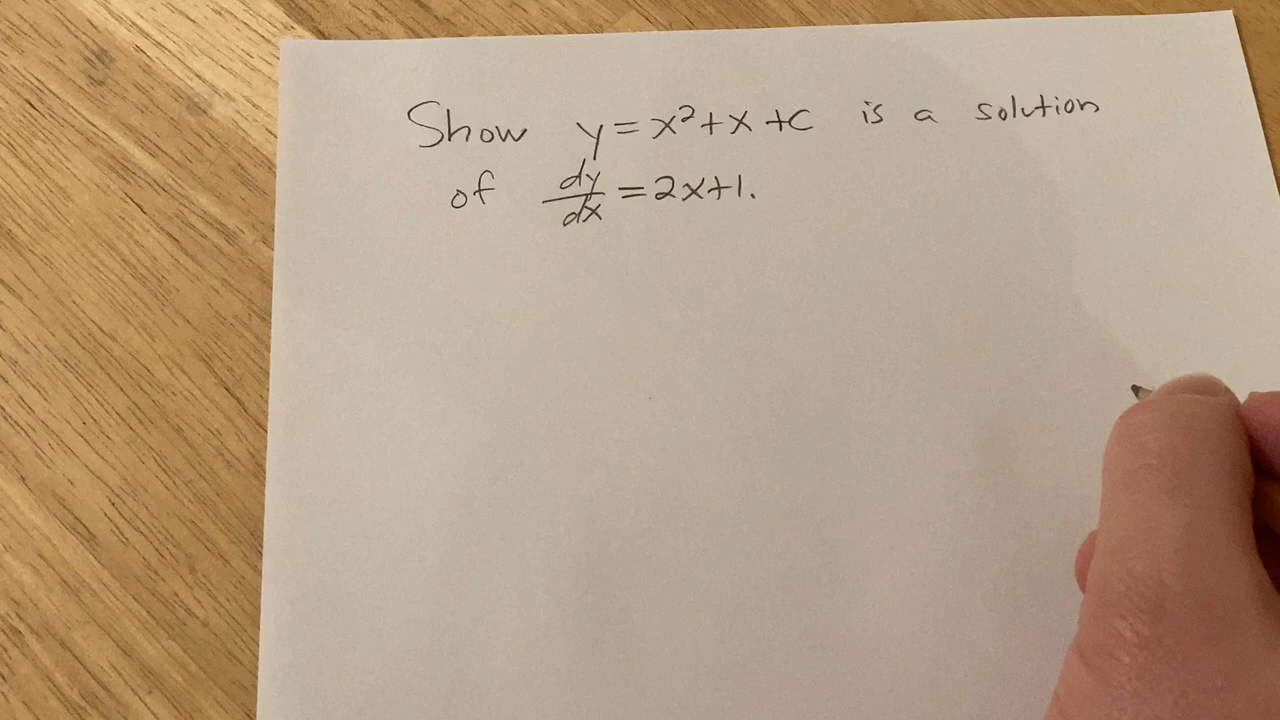 Show y=x²+x+c is a solution
of dy/dx=2x+1.